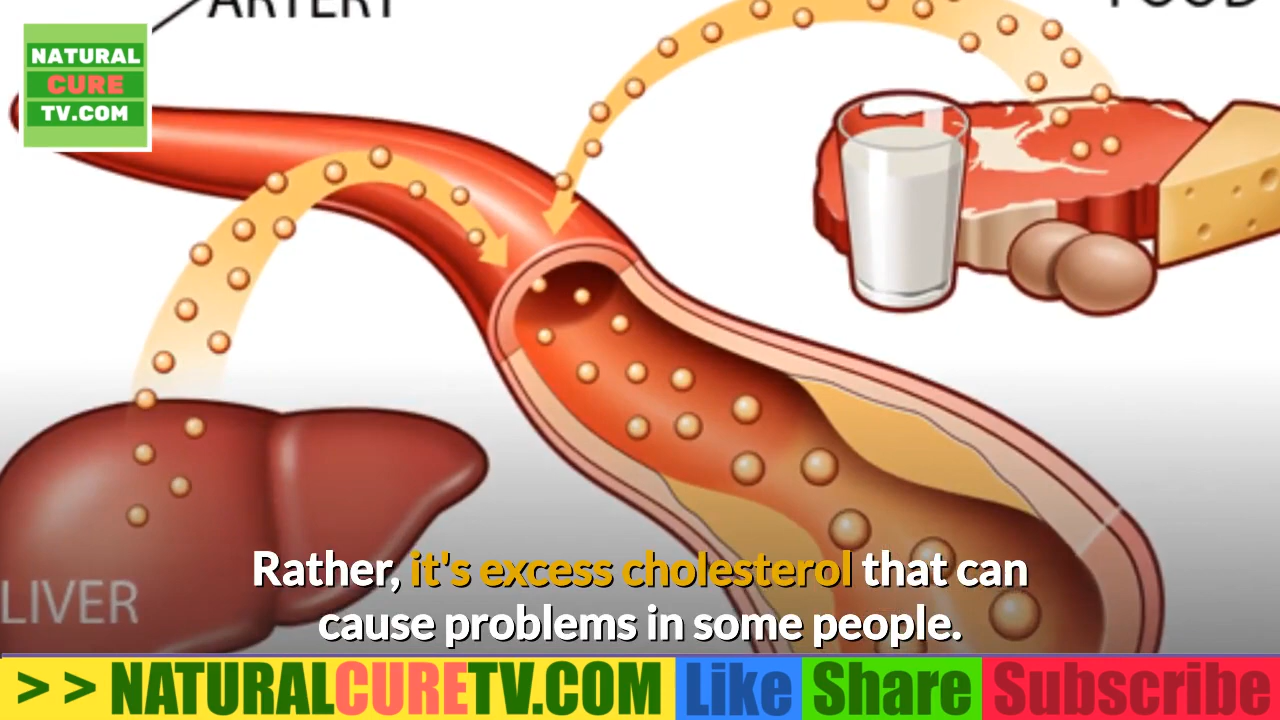 ARTERY
FOOD
NATURAL
CURE
TV.COM
LIVER
Rather, it's excess cholesterol that can
cause problems in some people.
> > NATURALCURETV.COM Like Share Subscribe